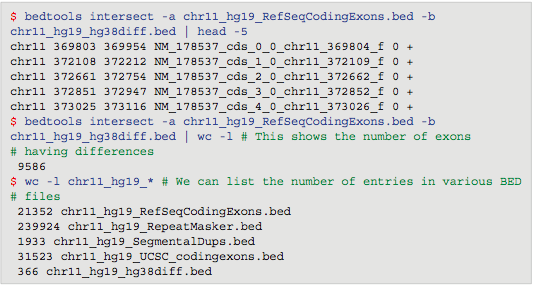 $ bedtools intersect -a chr11_hg19_RefSeqCodingExons.bed -b
chr11_hg19_hg38diff.bed | head -5
chr11 369803 369954 NM_178537_cds_0_0_chr11_369804_f 0 +
chr11 372108 372212 NM_178537_cds_1_0_chr11_372109_f 0 +
chr11 372661 372754 NM_178537_cds_2_0_chr11_372662_f 0 +
chr11 372851 372947 NM_178537_cds_3_0_chr11_372852_f 0 +
chr11 373025 373116 NM_178537_cds_4_0_chr11_373026_f 0 +
$ bedtools intersect -a chr11_hg19_RefSeqCodingExons.bed -b
chr11_hg19_hg38diff.bed | wc -l # This shows the number of exons
# having differences
9586
$ wc -l chr11_hg19_* # We can list the number of entries in various BED
# files
21352 chr11_hg19_RefSeqCodingExons.bed
239924 chr11_hg19_RepeatMasker.bed
1933 chr11_hg19_SegmentalDups.bed
31523 chr11_hg19_UCSC_codingexons.bed
366 chr11_hg19_hg38diff.bed